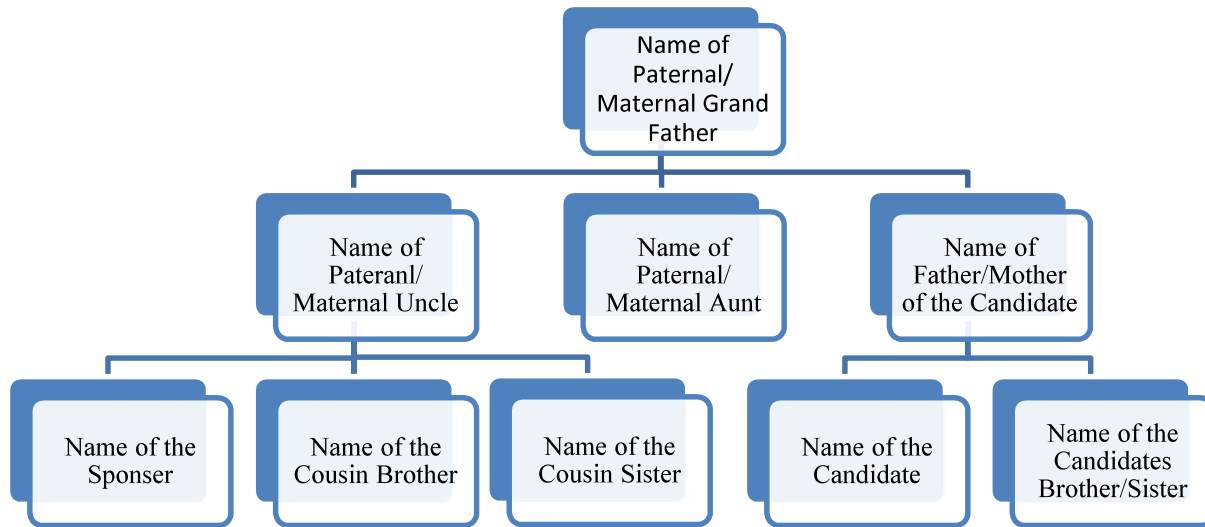 Name of
Paternal/
Maternal Grand
Father
Name of
Pateranl/
Maternal Uncle
Name of
Paternal/
Maternal Aunt
Name of
Father/Mother
of the Candidate
Name of the
Sponser
Name of the
Cousin Brother
Name of the
Cousin Sister
Name of the
Candidate
Name of the
Candidates
Brother/Sister